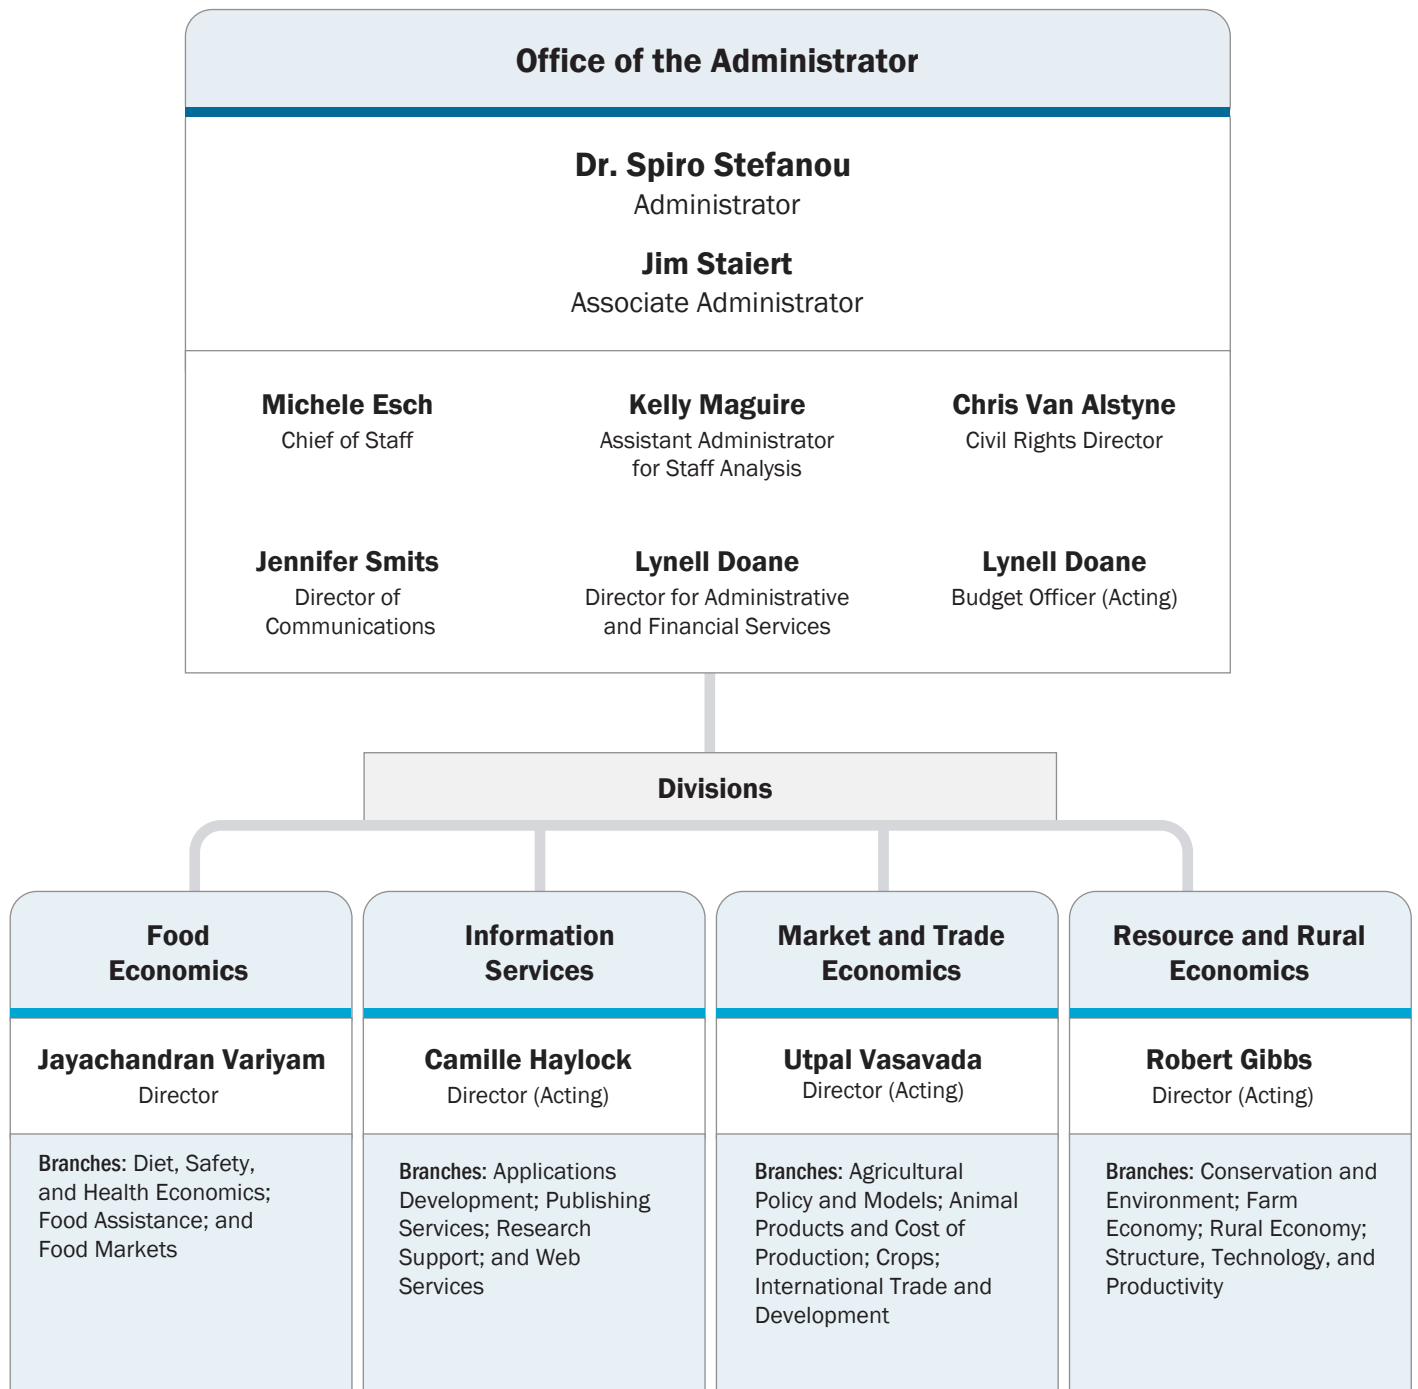 Office of the Administrator
Dr. Spiro Stefanou
Administrator
Jim Staiert
Associate Administrator
Michele Esch
Chief of Staff
Kelly Maguire
Assistant Administrator
for Staff Analysis
Chris Van Alstyne
Civil Rights Director
Jennifer Smits
Director of
Communications
Lynell Doane
Director for Administrative
and Financial Services
Lynell Doane
Budget Officer (Acting)
Divisions
Food
Economics
Jayachandran Variyam
Director
Branches: Diet, Safety,
and Health Economics;
Food Assistance; and
Food Markets
Information
Services
Camille Haylock
Director (Acting)
Branches: Applications
Development; Publishing
Services; Research
Support; and Web
Services
Market and Trade
Economics
Utpal Vasavada
Director (Acting)
Branches: Agricultural
Policy and Models; Animal
Products and Cost of
Production; Crops;
International Trade and
Development
Resource and Rural
Economics
Robert Gibbs
Director (Acting)
Branches: Conservation and
Environment; Farm
Economy; Rural Economy;
Structure, Technology, and
Productivity